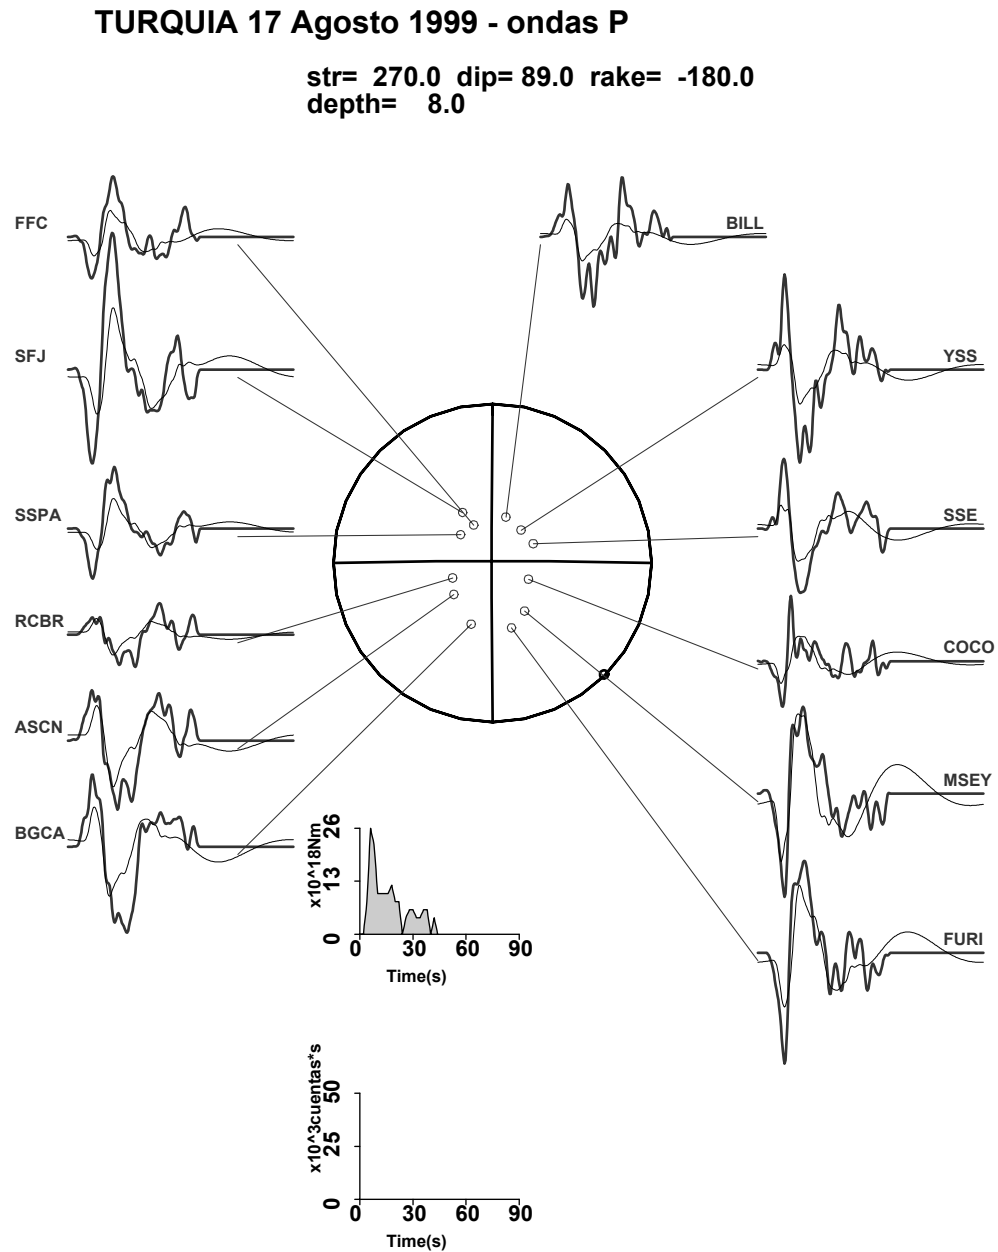 TURQUIA 17 Agosto 1999 - ondas P
str= 270.0 dip= 89.0 rake= -180.0
depth= 8.0
FFC
BILL
SFJ
YSS
SSPA
SSE
RCBR
COCO
ASCN
MSEY
BGCA
FURI
x10^18Nm
26
13
0
0 30 60 90
Time(s)
x10^3cuentas*s
50
25
0
0 30 60 90
Time(s)